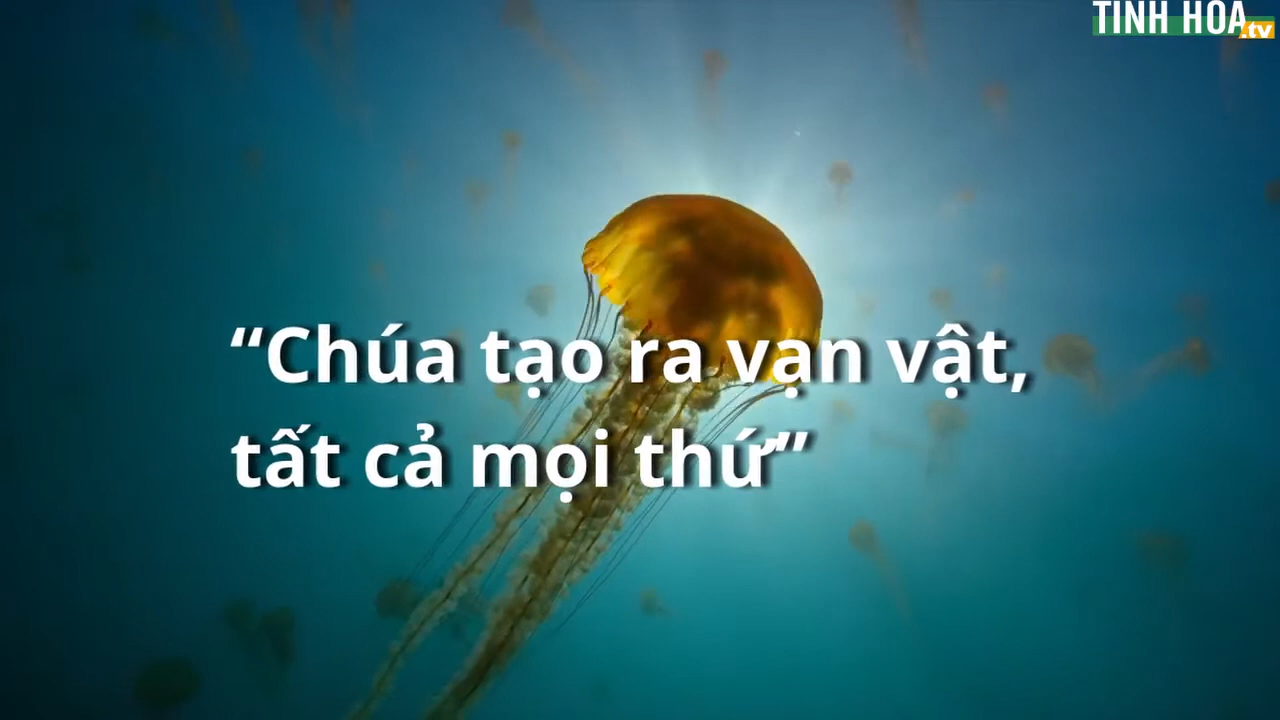 TINH HOA
.tv
“Chúa tạo ra vạn vật,
tất cả mọi thứ”